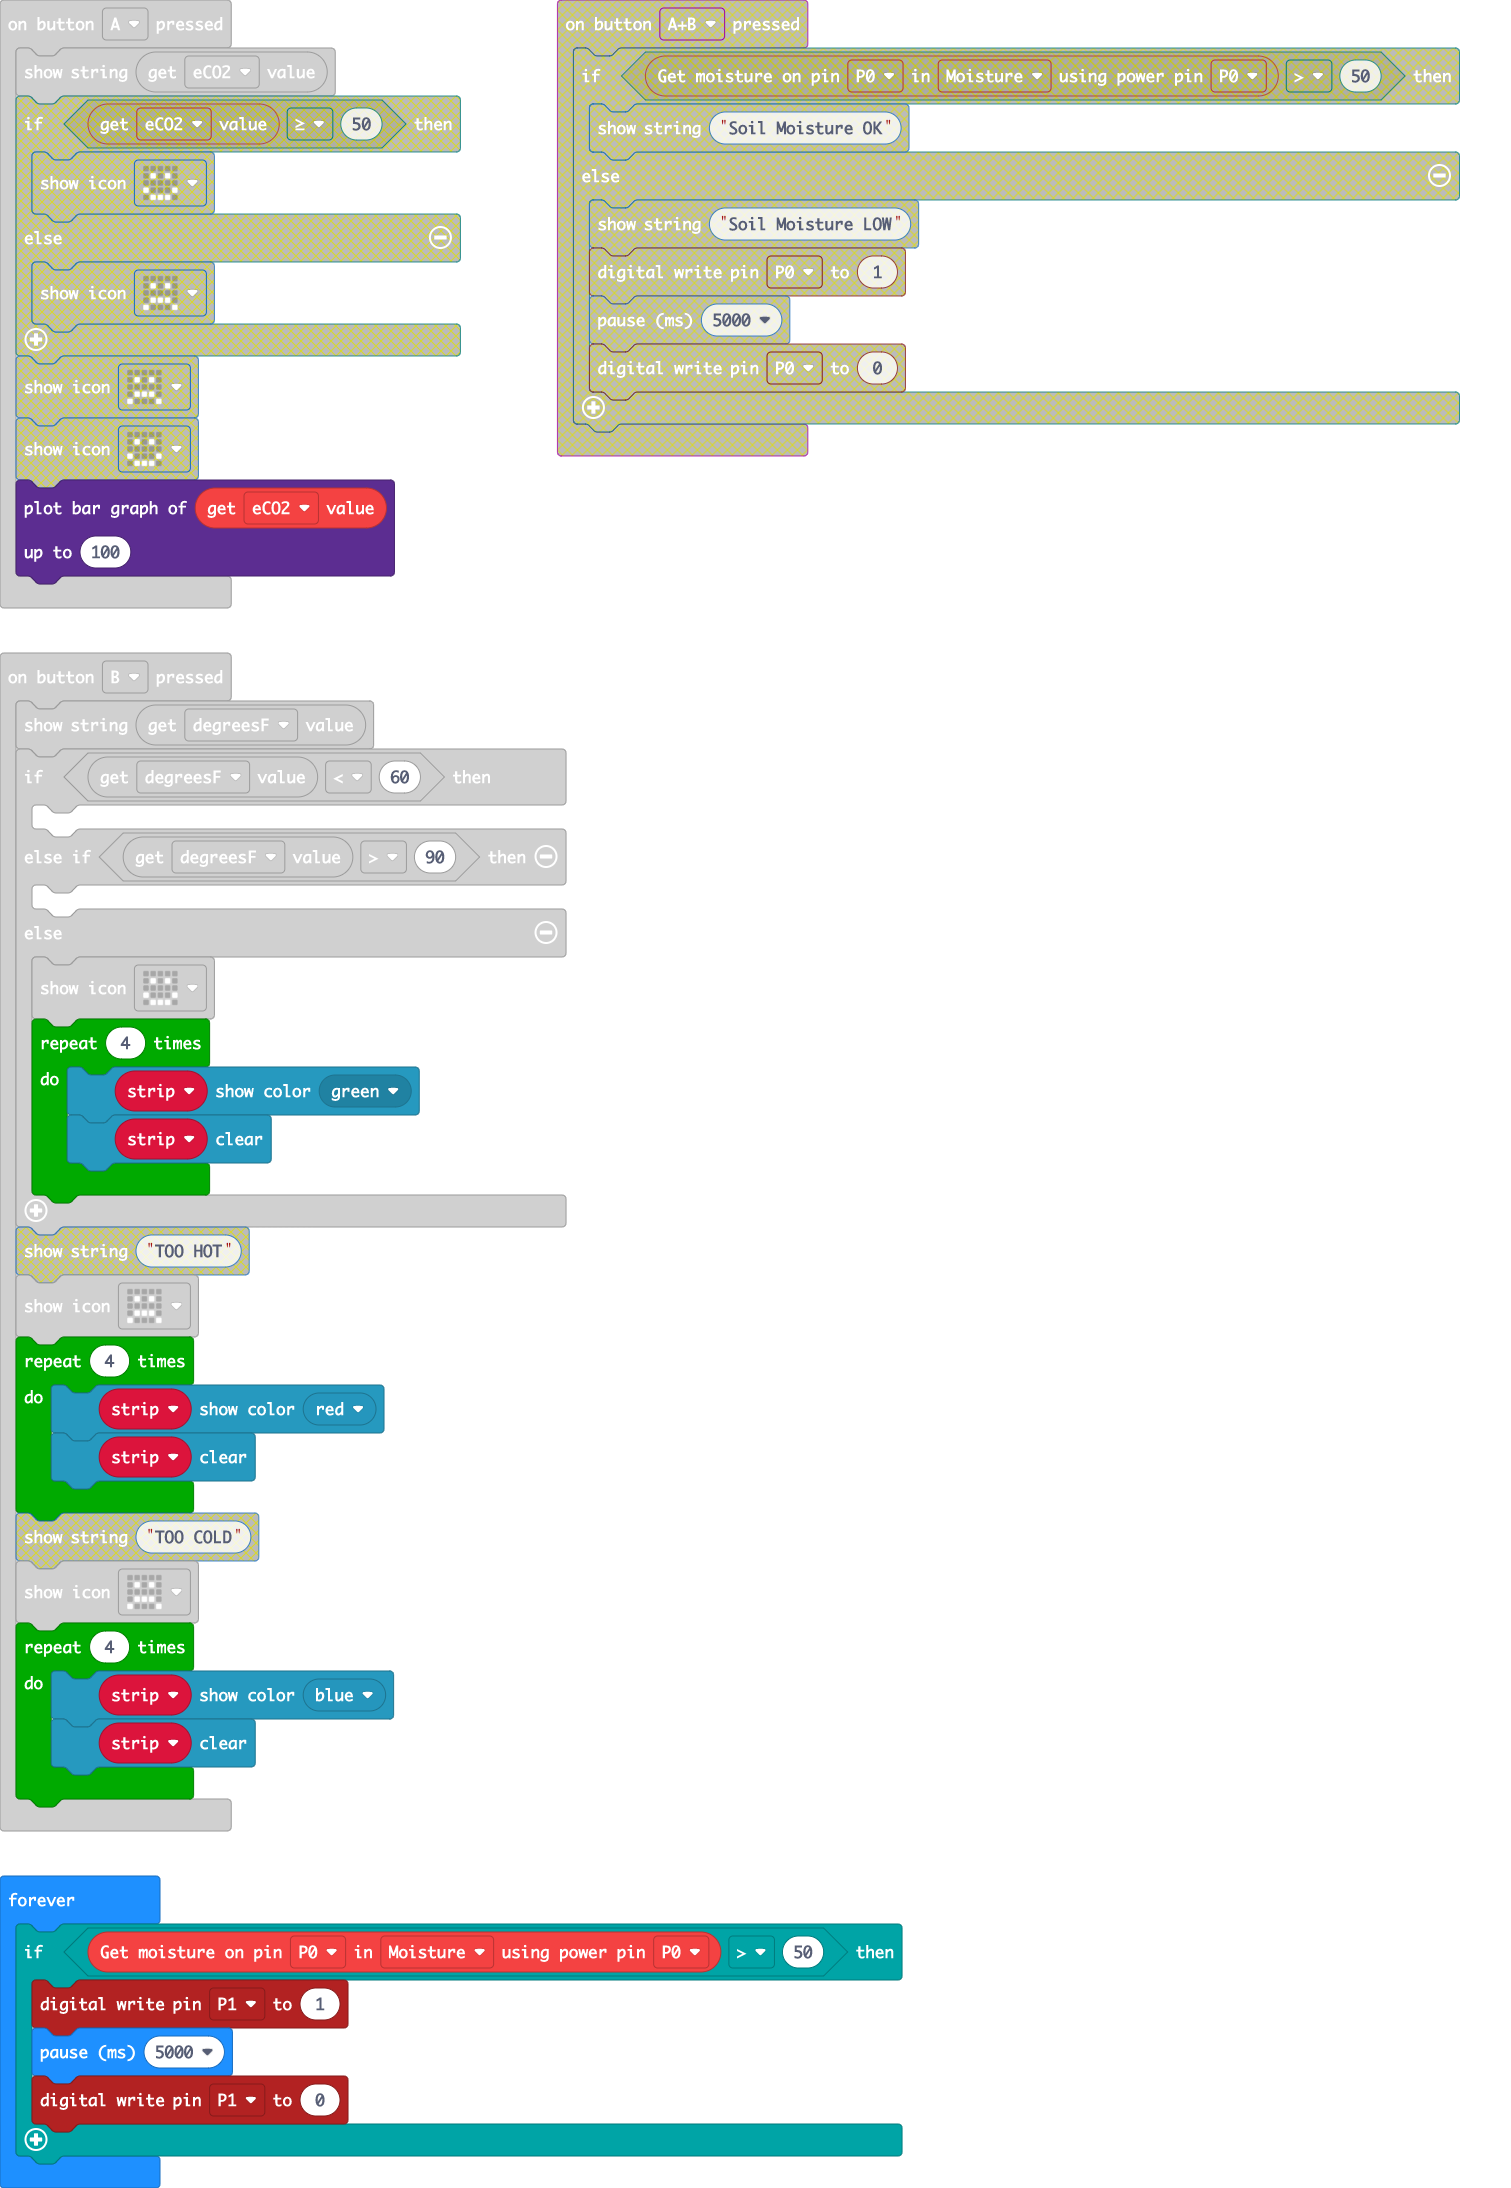 on button A pressed
show string get eCO2 value
if get eCO2 value ≥ 50 then
show icon
else
show icon
show icon
show icon
plot bar graph of get eCO2 value
up to 100
on button A+B pressed
if Get moisture on pin P0 in Moisture using power pin P0 > 50 then
show string "Soil Moisture OK"
else
show string "Soil Moisture LOW"
digital write pin P0 to 1
pause (ms) 5000
digital write pin P0 to 0
on button B pressed
show string get degreesF value
if get degreesF value < 60 then
else if get degreesF value > 90 then
else
show icon
repeat 4 times
do strip show color green
strip clear
show string "TOO HOT"
show icon
repeat 4 times
do strip show color red
strip clear
show string "TOO COLD"
show icon
repeat 4 times
do strip show color blue
strip clear
forever
if Get moisture on pin P0 in Moisture using power pin P0 > 50 then
digital write pin P1 to 1
pause (ms) 5000
digital write pin P1 to 0